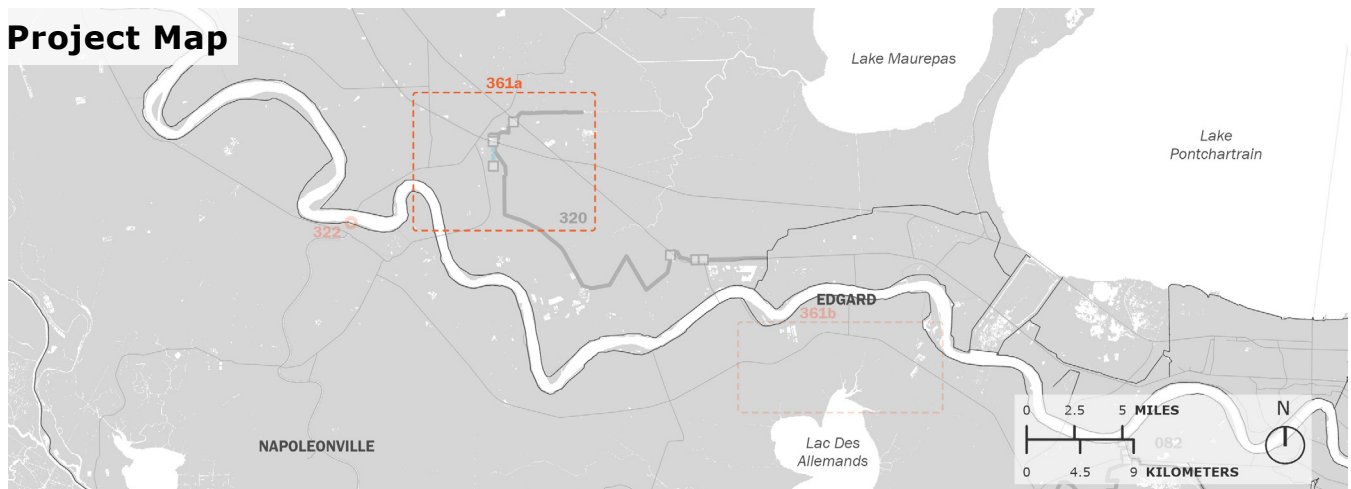 Project Map
Lake Maurepas
361a
Lake
Pontchartrain
320
322
EDGARD
361b
NAPOLEONVILLE
Lac Des
Allemands
0 2.5 5 MILES
N
082
0 4.5 9 KILOMETERS